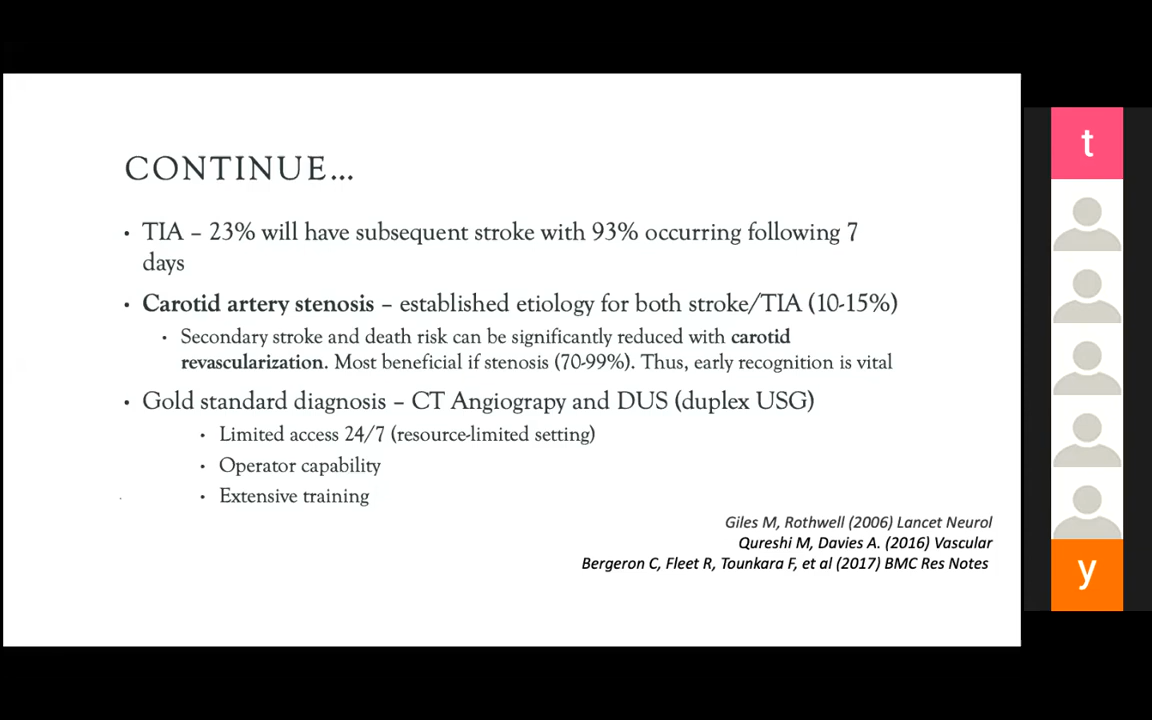 CONTINUE...
• TIA – 23% will have subsequent stroke with 93% occurring following 7
days
• Carotid artery stenosis – established etiology for both stroke/TIA (10-15%)
• Secondary stroke and death risk can be significantly reduced with carotid
revascularization. Most beneficial if stenosis (70-99%). Thus, early recognition is vital
• Gold standard diagnosis – CT Angiograpy and DUS (duplex USG)
• Limited access 24/7 (resource-limited setting)
• Operator capability
• Extensive training
Giles M, Rothwell (2006) Lancet Neurol
Qureshi M, Davies A. (2016) Vascular
Bergeron C, Fleet R, Tounkara F, et al (2017) BMC Res Notes
t
y